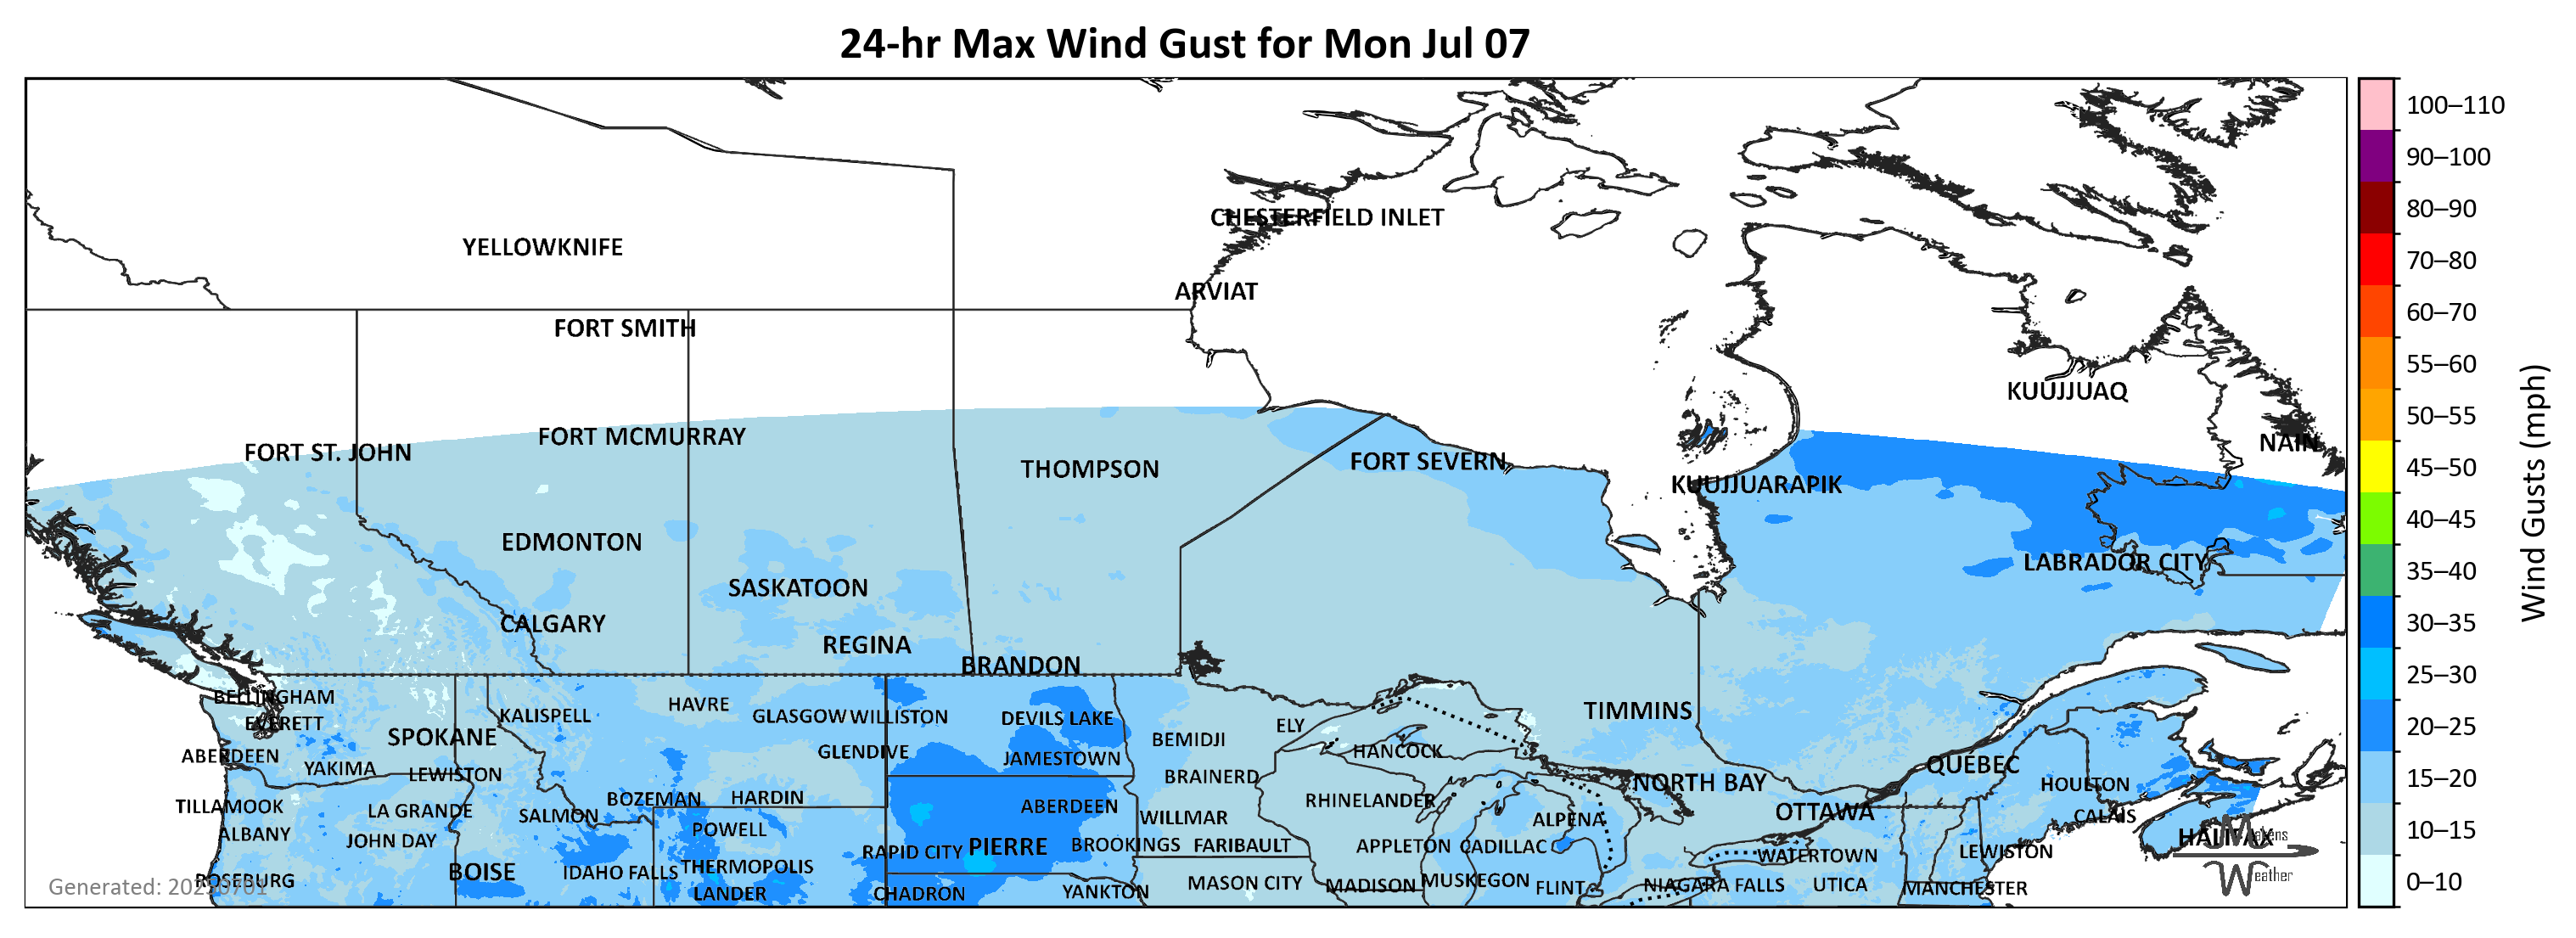 24-hr Max Wind Gust for Mon Jul 07
100–110
90–100
80–90
CHESTERFIELD INLET
YELLOWKNIFE
70–80
ARVIAT
60–70
FORT SMITH
55–60
KUUJJUAQ
50–55
FORT MCMURRAY
NAIN
FORT ST. JOHN
FORT SEVERN
THOMPSON
45–50
KUUJJUARAPIK
40–45
EDMONTON
LABRADOR CITY
35–40
SASKATOON
CALGARY
30–35
REGINA
BRANDON
25–30
Wind Gusts (mph)
BELLINGHAM
HAVRE
TIMMINS
KALISPELL
GLASGOW
WILLISTON
DEVILS LAKE
EVERETT
ELY
20–25
SPOKANE
BEMIDJI
HANCOCK
GLENDIVE
ABERDEEN
JAMESTOWN
QUÉBEC
YAKIMA
LEWISTON
BRAINERD
15–20
NORTH BAY
HOULTON
BOZEMAN
HARDIN
RHINELANDER
TILLAMOOK
ABERDEEN
LA GRANDE
SALMON
OTTAWA
CALAIS
WILLMAR
ALPENA
10–15
POWELL
ALBANY
HALIFAX
Makens
JOHN DAY
PIERRE
BROOKINGS
FARIBAULT
APPLETON
CADILLAC
RAPID CITY
LEWISTON
WATERTOWN
THERMOPOLIS
BOISE
IDAHO FALLS
Weather
ROSEBURG
MUSKEGON
0–10
MASON CITY
MADISON
NIAGARA FALLS
UTICA
FLINT
MANCHESTER
LANDER
CHADRON
YANKTON
Generated: 20250701